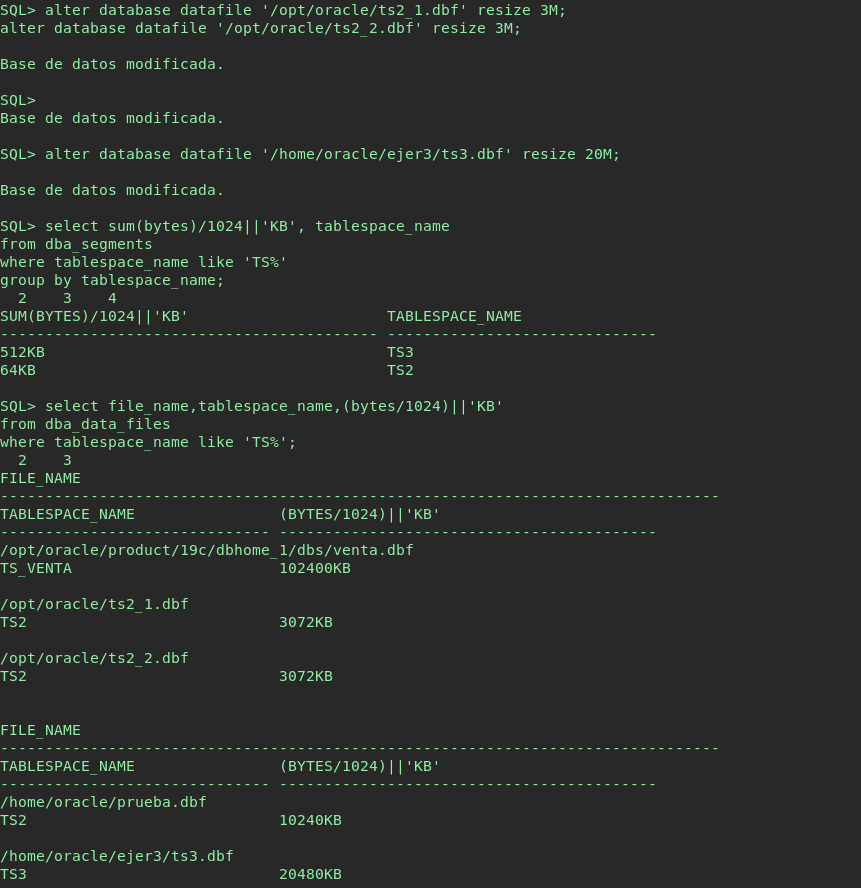 SQL> alter database datafile '/opt/oracle/ts2_1.dbf' resize 3M;
alter database datafile '/opt/oracle/ts2_2.dbf' resize 3M;
Base de datos modificada.
SQL>
Base de datos modificada.
SQL> alter database datafile '/home/oracle/ejer3/ts3.dbf' resize 20M;
Base de datos modificada.
SQL> select sum(bytes)/1024||'KB', tablespace_name
from dba_segments
where tablespace_name like 'TS%'
group by tablespace_name;
  2    3    4
SUM(BYTES)/1024||'KB'                      TABLESPACE_NAME
------------------------------------------ ------------------------------
512KB                                      TS3
64KB                                       TS2
SQL> select file_name,tablespace_name,(bytes/1024)||'KB'
from dba_data_files
where tablespace_name like 'TS%';
  2    3
FILE_NAME
--------------------------------------------------------------------------------
TABLESPACE_NAME                (BYTES/1024)||'KB'
------------------------------ ------------------------------------------
/opt/oracle/product/19c/dbhome_1/dbs/venta.dbf
TS_VENTA                       102400KB
/opt/oracle/ts2_1.dbf
TS2                            3072KB
/opt/oracle/ts2_2.dbf
TS2                            3072KB
FILE_NAME
--------------------------------------------------------------------------------
TABLESPACE_NAME                (BYTES/1024)||'KB'
------------------------------ ------------------------------------------
/home/oracle/prueba.dbf
TS2                            10240KB
/home/oracle/ejer3/ts3.dbf
TS3                            20480KB